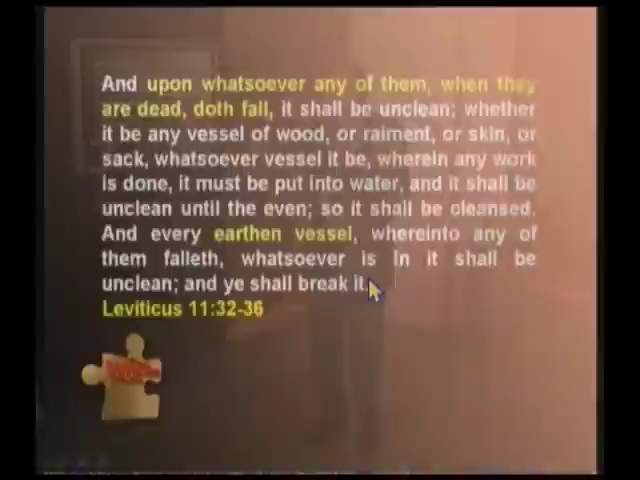 And upon whatsoever any of them, when they
are dead, doth fall, it shall be unclean; whether
it be any vessel of wood, or raiment, or skin, or
sack, whatsoever vessel it be, wherein any work
is done, it must be put into water, and it shall be
unclean until the even; so it shall be cleansed.
And every earthen vessel, whereinto any of
them falleth, whatsoever is in it shall be
unclean; and ye shall break it.
Leviticus 11:32-36